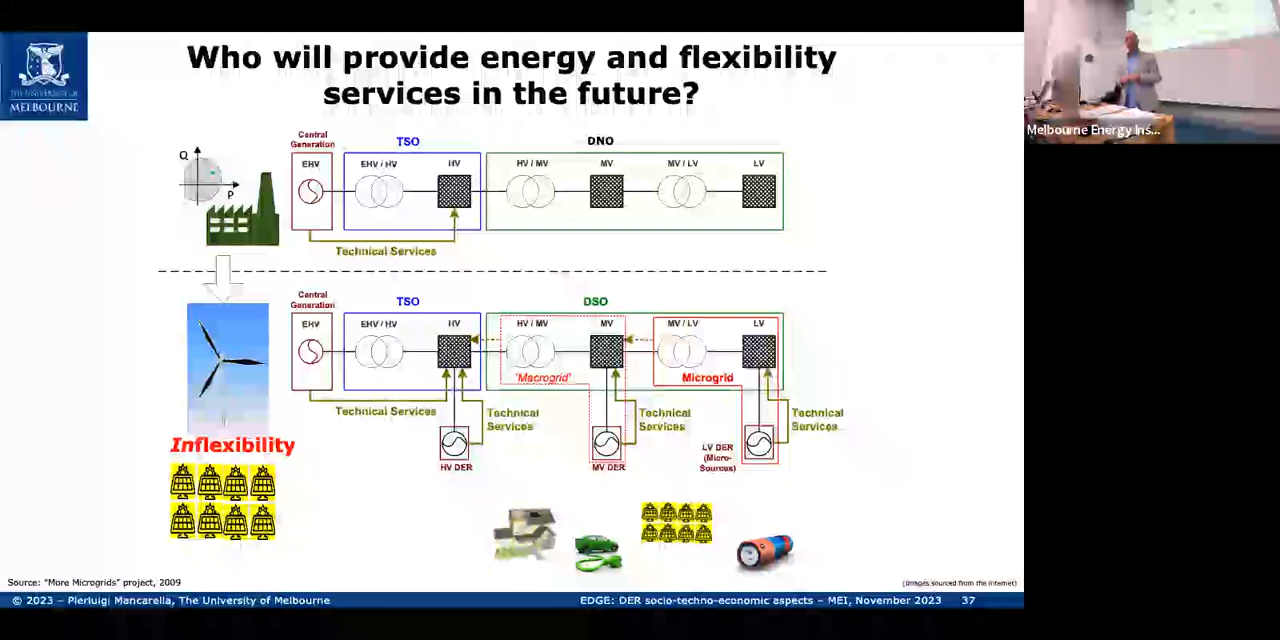 Who will provide energy and flexibility
services in the future?
THE UNIVERSITY OF
MELBOURNE
Melbourne Energy Ins...
Q
P
Central
Generation
TSO
DNO
EHV
EHV / HV
HV
HV / MV
MV
MV / LV
LV
Technical Services
Central
Generation
TSO
DSO
EHV
EHV / HV
HV
HV / MV
MV
MV / LV
LV
'Macrogrid'
Microgrid
Technical Services
Technical
Services
Technical
Services
Technical
Services
Inflexibility
HV DER
MV DER
LV DER
(Micro-
Sources)
Source: "More Microgrids" project, 2009
(Images sourced from the internet)
© 2023 – Pierluigi Mancarella, The University of Melbourne
EDGE: DER socio-techno-economic aspects – MEI, November 2023
37